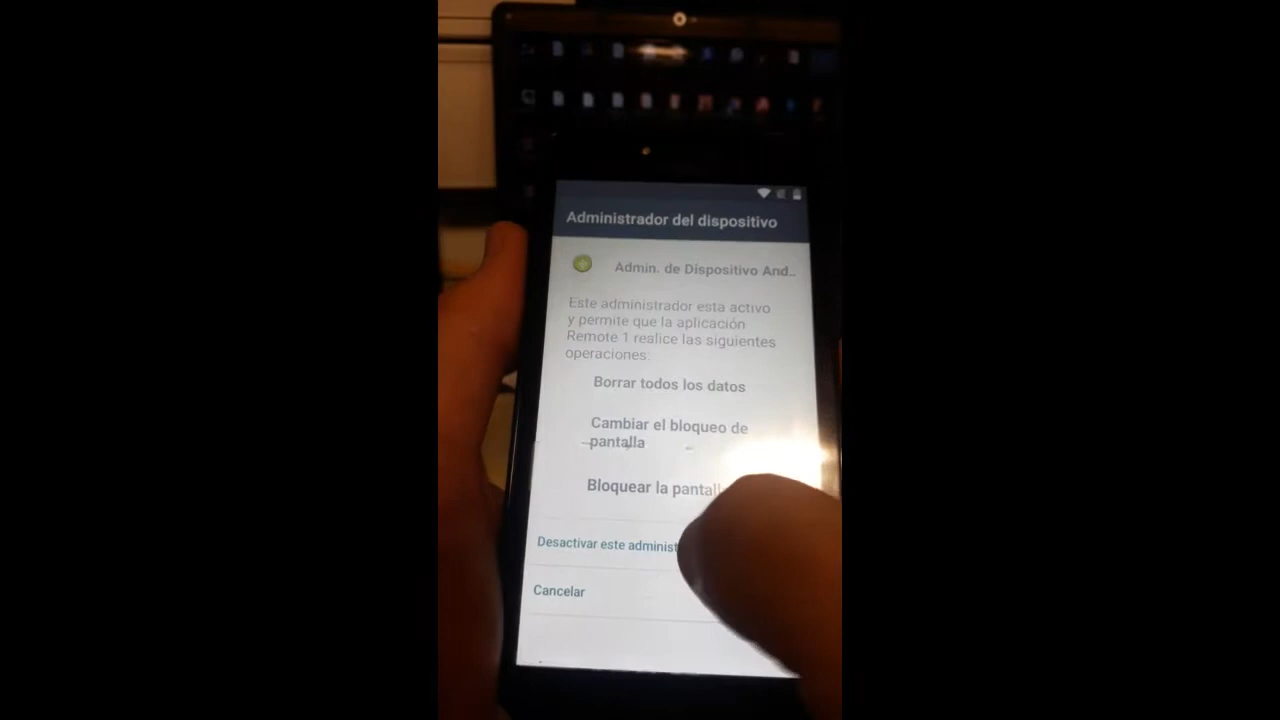 Administrador del dispositivo
Admin. de Dispositivo And..
Este administrador esta activo
y permite que la aplicación
Remote 1 realice las siguientes
operaciones:
Borrar todos los datos
Cambiar el bloqueo de
pantalla
Bloquear la pantall
Desactivar este administ
Cancelar